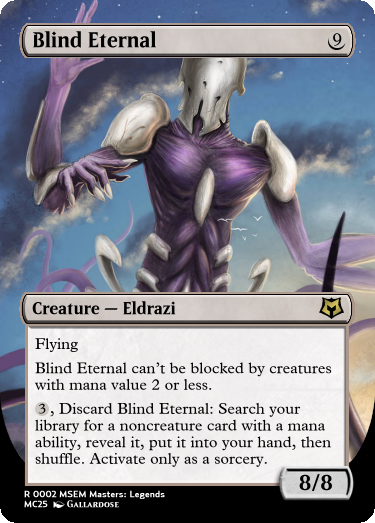 Blind Eternal 9
Creature — Eldrazi
Flying
Blind Eternal can't be blocked by creatures
with mana value 2 or less.
3, Discard Blind Eternal: Search your
library for a noncreature card with a mana
ability, reveal it, put it into your hand, then
shuffle. Activate only as a sorcery.
8/8
R 0002 MSEM Masters: Legends
MC25 Gallardose